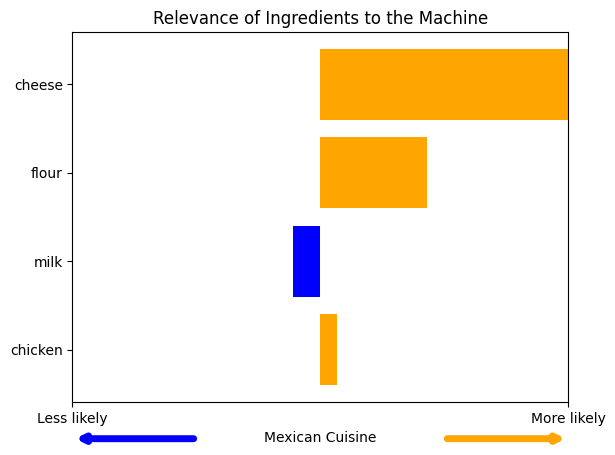 Relevance of Ingredients to the Machine
cheese
flour
milk
chicken
Less likely
More likely
Mexican Cuisine